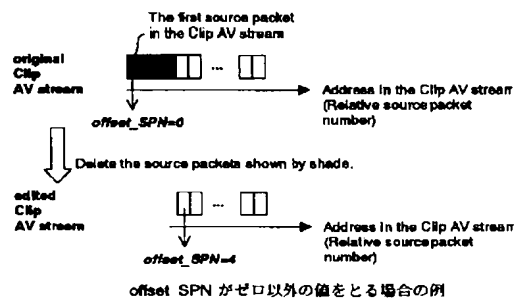 The first source packet
in the Clip AV stream
original
Clip
AV stream
...
Address in the Clip AV stream
(Relative source packet
number)
offset_SPN=0
Delete the source packets shown by shade.
edited
Clip
AV stream
...
Address in the Clip AV stream
(Relative source packet
number)
offset_SPN=4
offset SPN がゼロ以外の値をとる場合の例